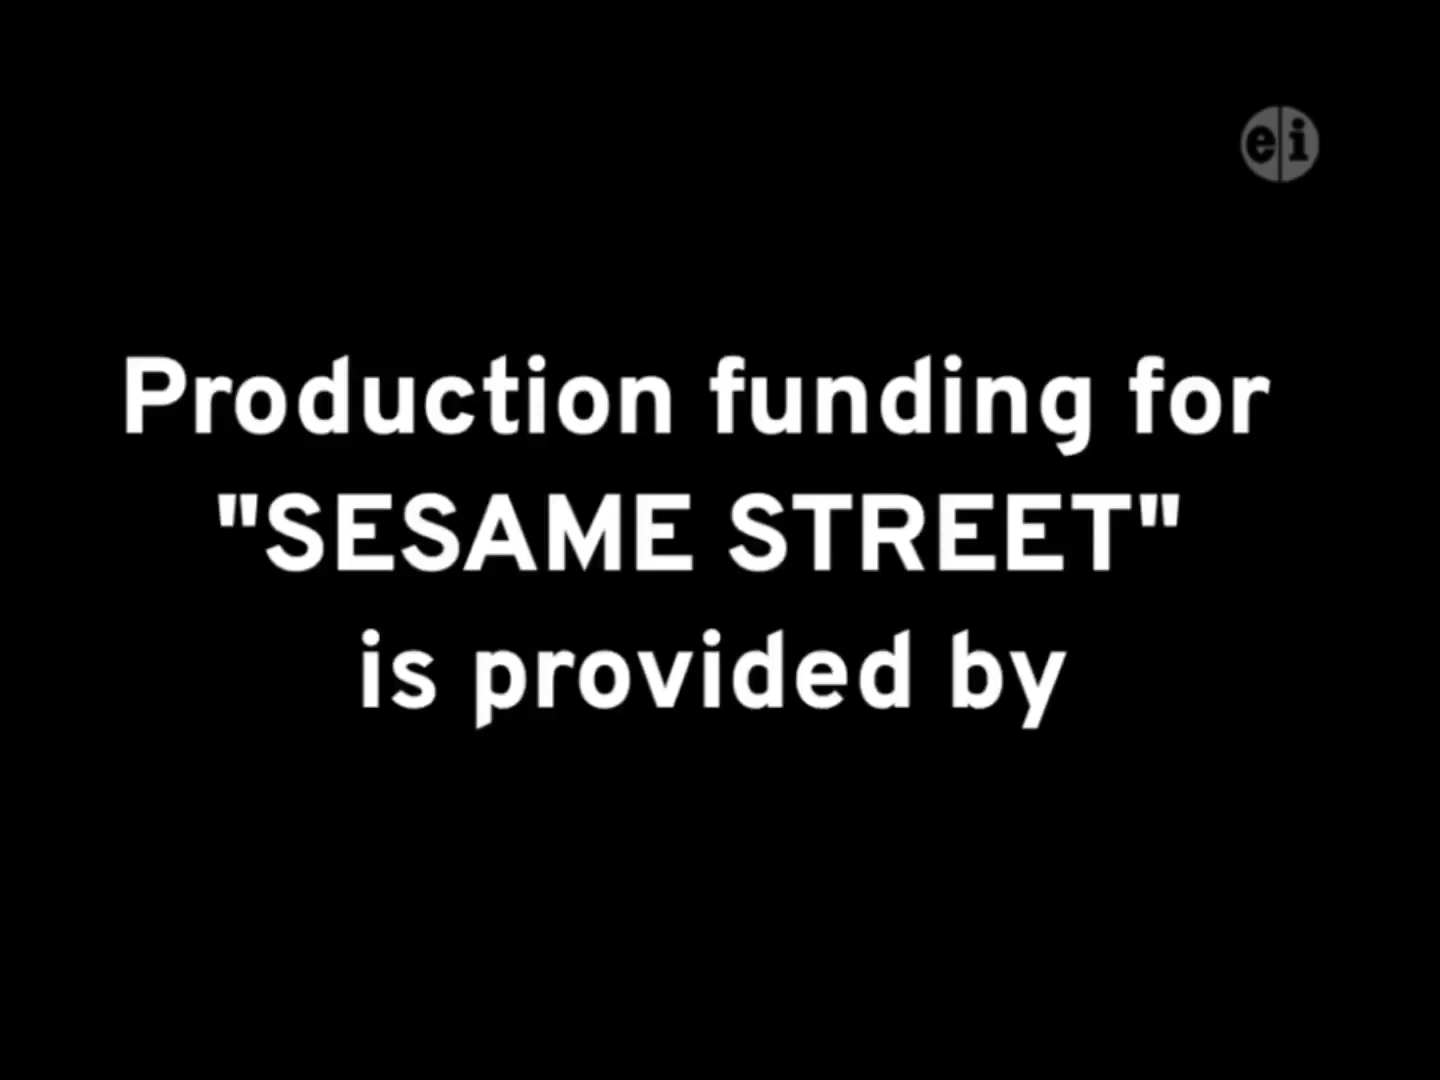 ei
Production funding for
"SESAME STREET"
is provided by